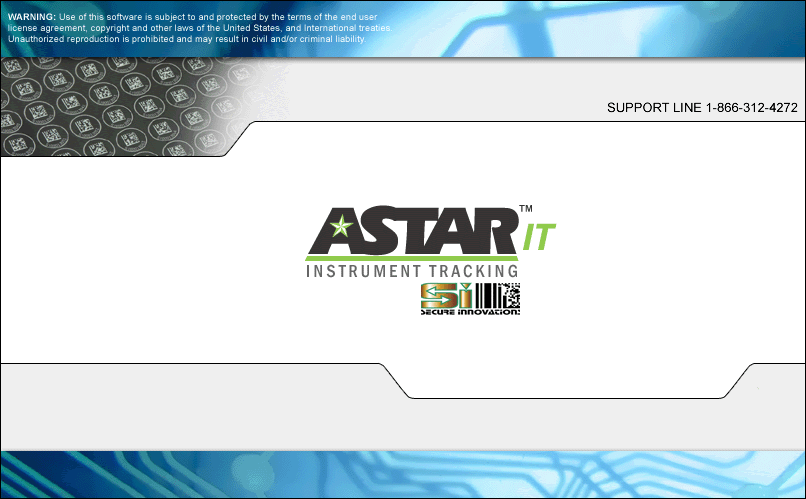 WARNING: Use of this software is subject to and protected by the terms of the end user
license agreement, copyright and other laws of the United States, and International treaties.
Unauthorized reproduction is prohibited and may result in civil and/or criminal liability.
SUPPORT LINE 1-866-312-4272
ASTAR™ IT
INSTRUMENT TRACKING
Si
SECURE INNOVATIONS